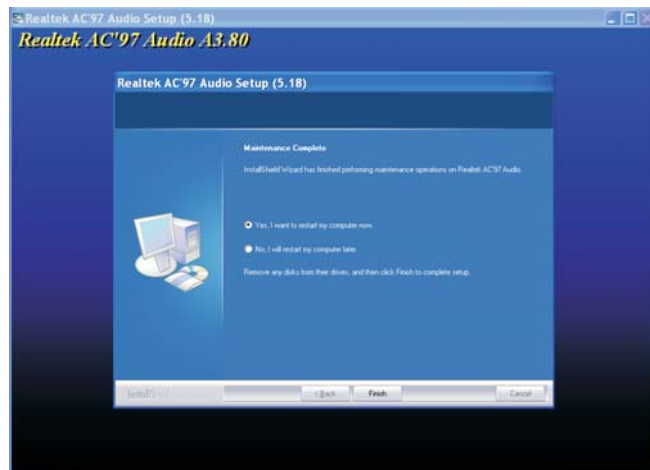 Realtek AC'97 Audio Setup (5.18)
Realtek AC'97 Audio A3.80
Realtek AC'97 Audio Setup (5.18)
Maintenance Complete
InstallShield Wizard has finished performing maintenance operations on Realtek AC'97 Audio.
Yes, I want to restart my computer now.
No, I will restart my computer later.
Remove any disks from their drives, and then click Finish to complete setup.
InstallShield
< Back
Finish
Cancel